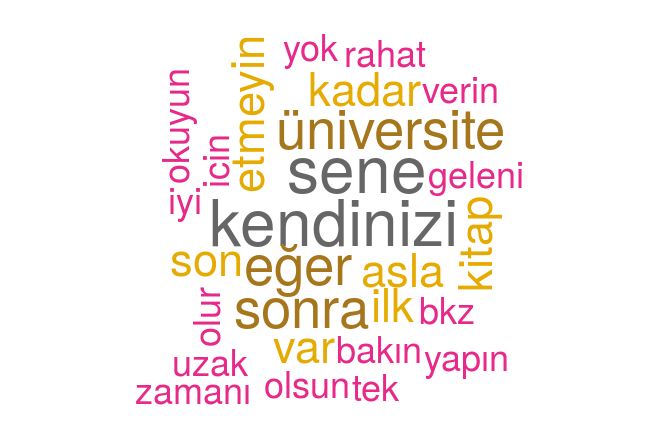 yok rahat
etmeyin
kadar verin
okuyun
üniversite
icin
sene geleni
iyi
kendinizi
kitap
son eğer asla
sonra ilk bkz
olur
var bakın yapın
uzak
zamanı olsun tek